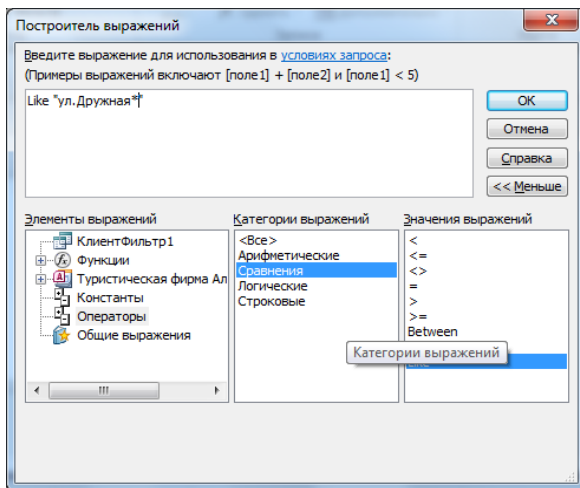 Построитель выражений
Введите выражение для использования в условиях запроса:
(Примеры выражений включают [поле1] + [поле2] и [поле1] < 5)
Like "ул.Дружная*"
OK
Отмена
Справка
<< Меньше
Элементы выражений
КлиентФильтр1
Функции
Туристическая фирма Ал
Константы
Операторы
Общие выражения
Категории выражений
<Все>
Арифметические
Сравнения
Логические
Строковые
Значения выражений
<
<=
<>
=
>
>=
Between
Категории выражений